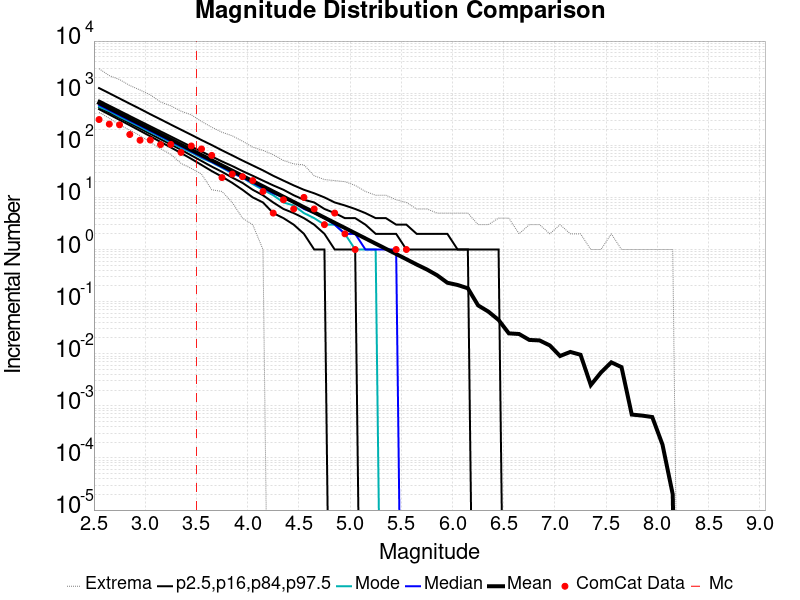 Magnitude Distribution Comparison
10^4
10^3
10^2
10^1
10^0
10^-1
10^-2
10^-3
10^-4
10^-5
Incremental Number
2.5 3.0 3.5 4.0 4.5 5.0 5.5 6.0 6.5 7.0 7.5 8.0 8.5 9.0
Magnitude
Extrema p2.5,p16,p84,p97.5 Mode Median Mean ComCat Data Mc